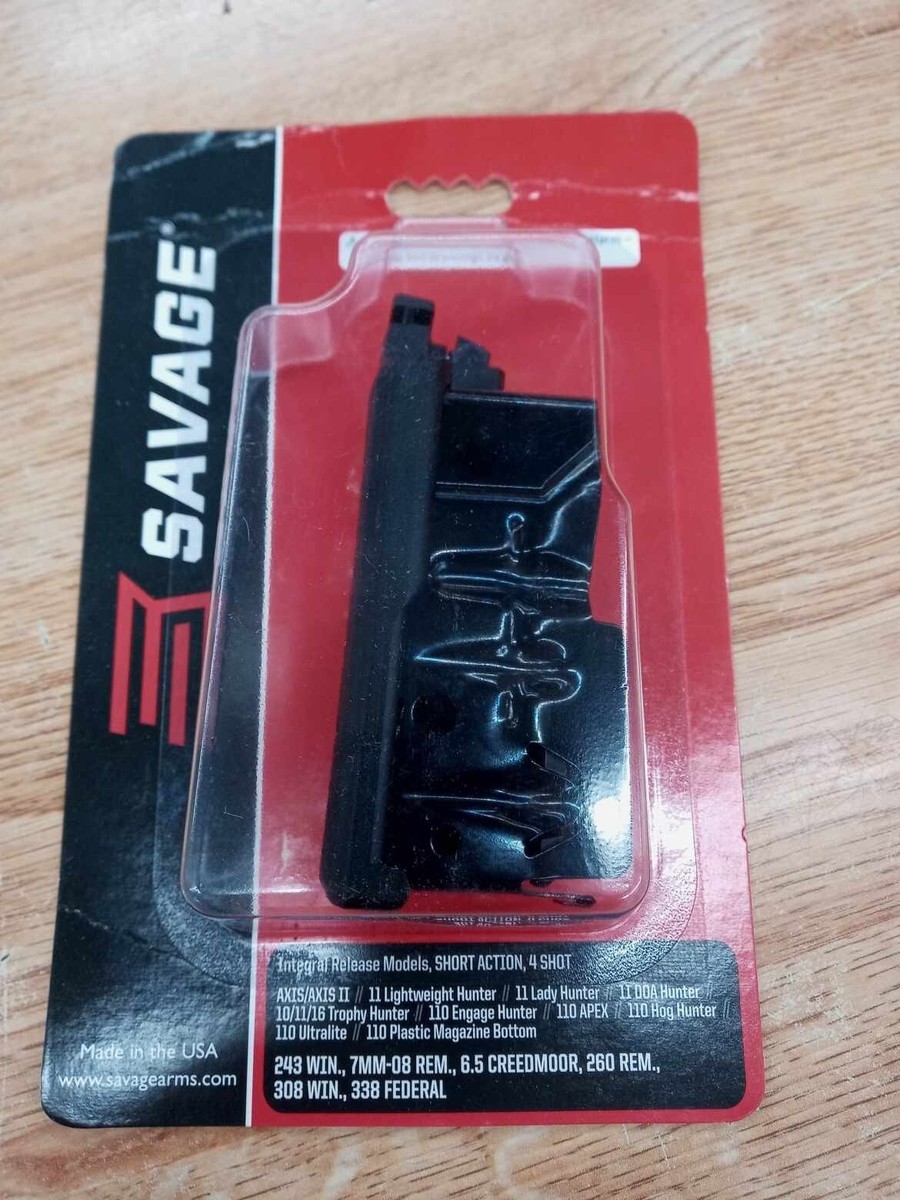 SAVAGE®
Integral Release Models, SHORT ACTION, 4 SHOT
AXIS/AXIS II // 11 Lightweight Hunter // 11 Lady Hunter // 11 DOA Hunter //
10/11/16 Trophy Hunter // 110 Engage Hunter // 110 APEX // 110 Hog Hunter //
110 Ultralite // 110 Plastic Magazine Bottom
243 WIN., 7MM-08 REM., 6.5 CREEDMOOR, 260 REM.,
308 WIN., 338 FEDERAL
Made in the USA
www.savagearms.com